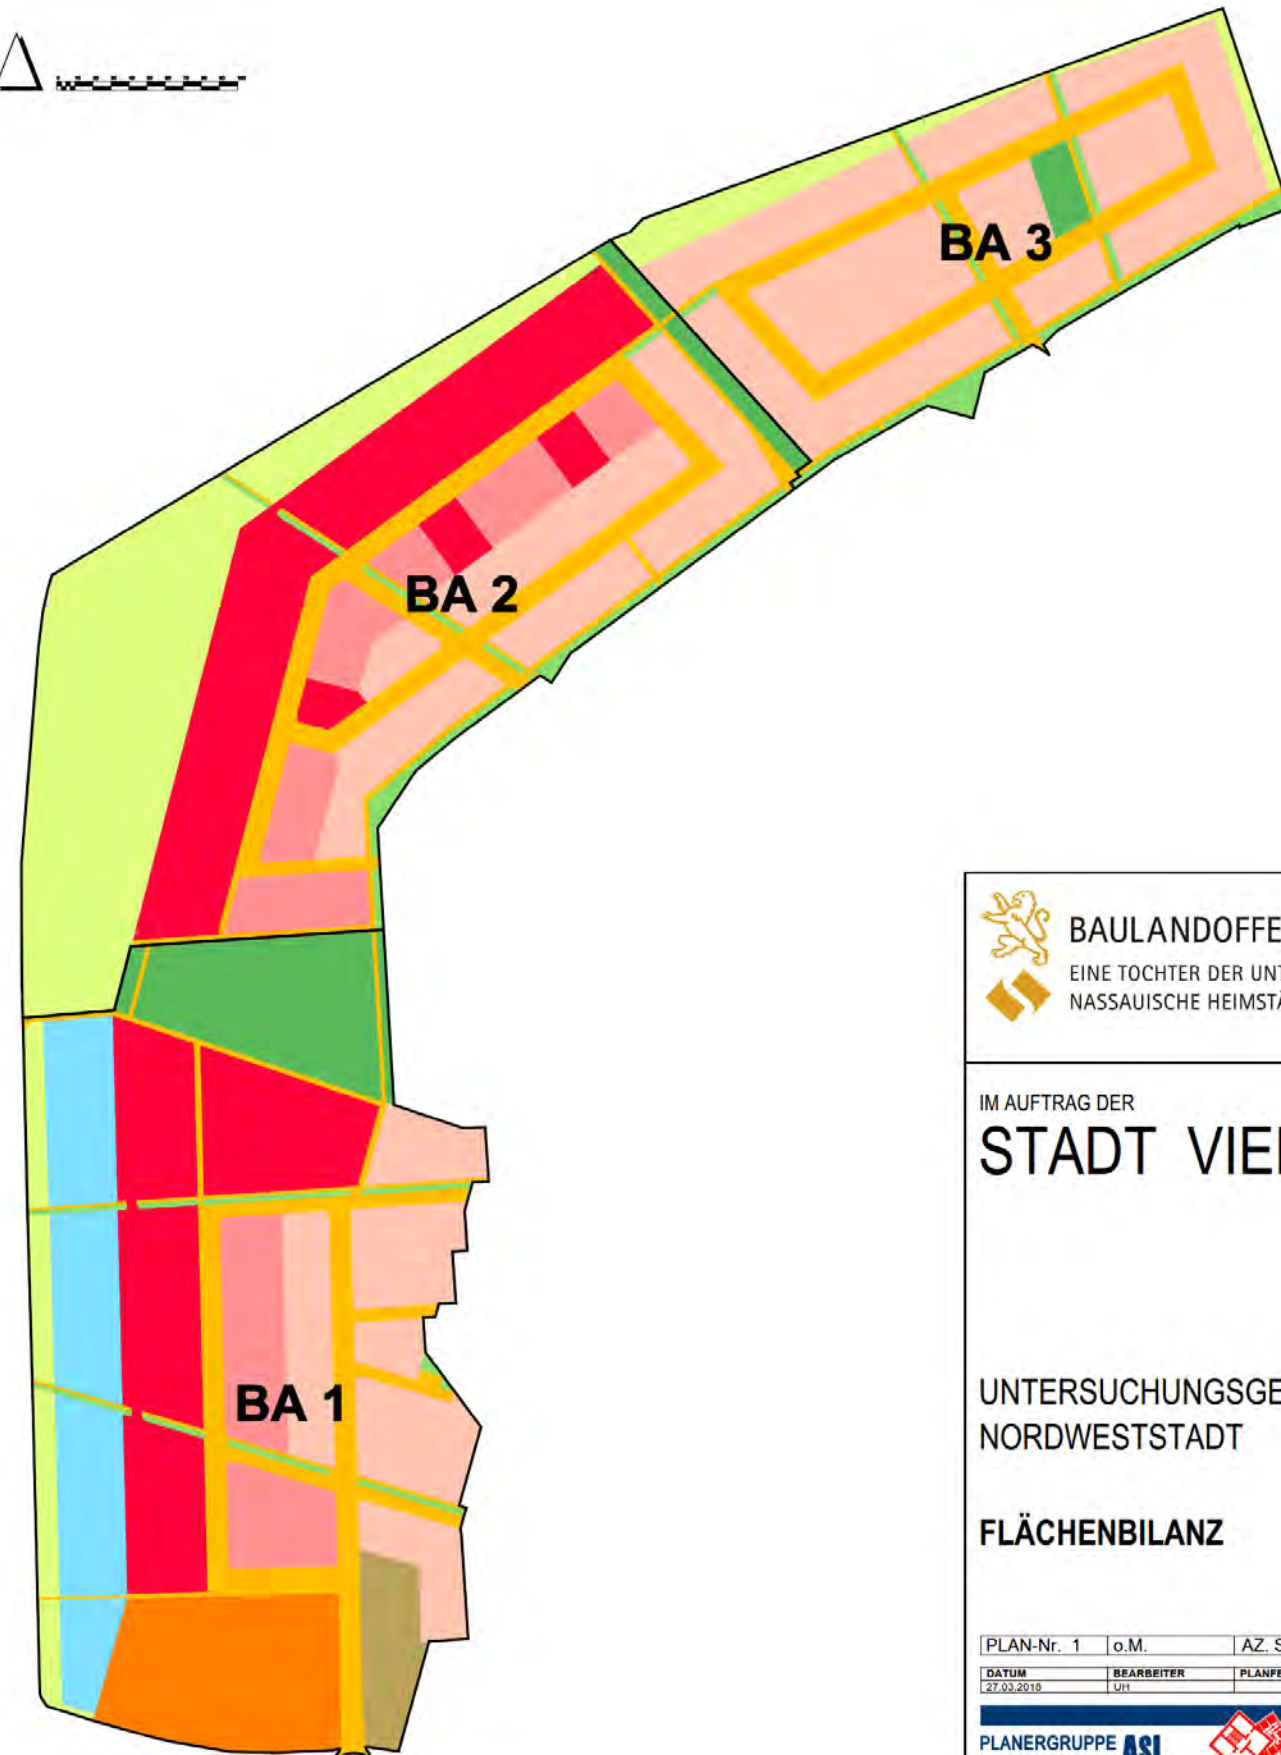 BA 3
BA 2
BA 1
BAULANDOFFE
EINE TOCHTER DER UNT
NASSAUISCHE HEIMSTÄ
IM AUFTRAG DER
STADT VIE
UNTERSUCHUNGSGE
NORDWESTSTADT
FLÄCHENBILANZ
PLAN-Nr. 1 o.M. AZ. S
DATUM BEARBEITER PLANFE
27.03.2018 UH
PLANERGRUPPE ASL